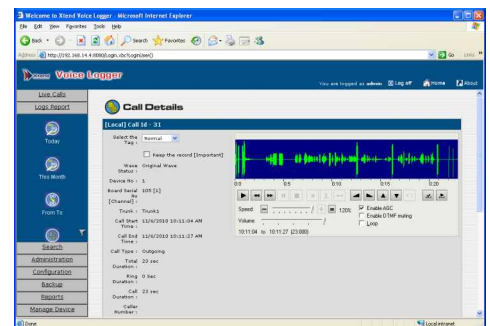 Welcome to Xtend Voice Logger - Microsoft Internet Explorer
File Edit View Favorites Tools Help
Back Search Favorites
Address http://192.168.14.4:8080/Login.vbc?Login(new()) Go Links
Xtend Voice Logger
You are logged as admin Log off Home About
Live Calls
Logs Report
Today
This Month
From To
Search
Administration
Configuration
Backup
Reports
Manage Device
Call Details
[Local] Call Id - 31
Select the Tag : Normal
Keep the record [Important]
Wave Status : Original Wave
Device No : 1
Board Serial No [Channel] : 105 [1]
Trunk : Trunk1
Call Start Time : 11/6/2010 10:11:04 AM
Call End Time : 11/6/2010 10:11:27 AM
Call Type : Outgoing
Total Duration : 23 sec
Ring Duration : 0 Sec
Call Duration : 23 sec
Caller Number :
0:0 0:5 0:10 0:15 0:20
Speed 120%
Volume
Enable AGC
Enable DTMF muting
Loop
10:11:04 to 10:11:27 (23.000)
Done
Local intranet